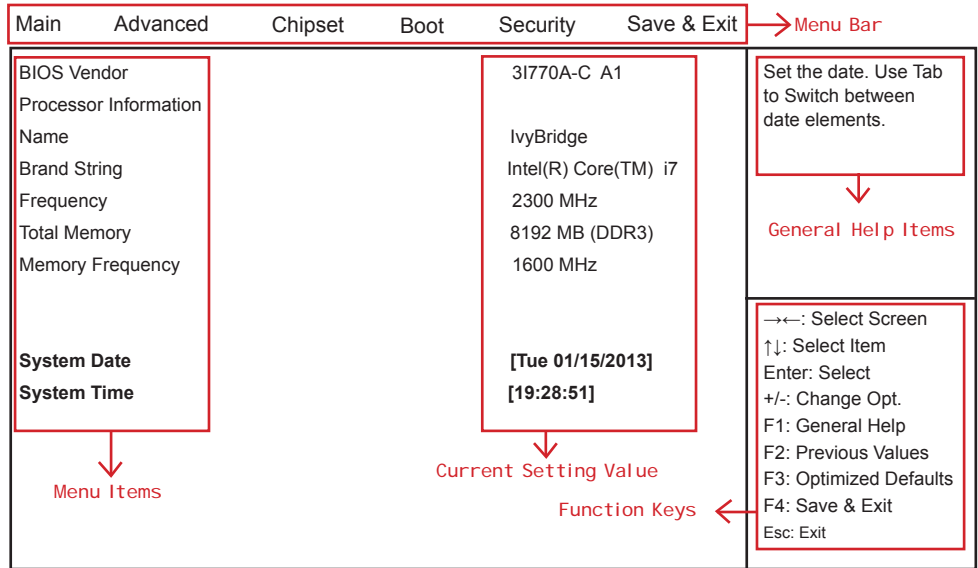 Main Advanced Chipset Boot Security Save & Exit Menu Bar
BIOS Vendor 3I770A-C A1
Processor Information
Name IvyBridge
Brand String Intel(R) Core(TM) i7
Frequency 2300 MHz
Total Memory 8192 MB (DDR3)
Memory Frequency 1600 MHz
System Date [Tue 01/15/2013]
System Time [19:28:51]
Menu Items
Current Setting Value
Set the date. Use Tab
to Switch between
date elements.
General Help Items
→←: Select Screen
↑↓: Select Item
Enter: Select
+/-: Change Opt.
F1: General Help
F2: Previous Values
F3: Optimized Defaults
F4: Save & Exit
Esc: Exit
Function Keys